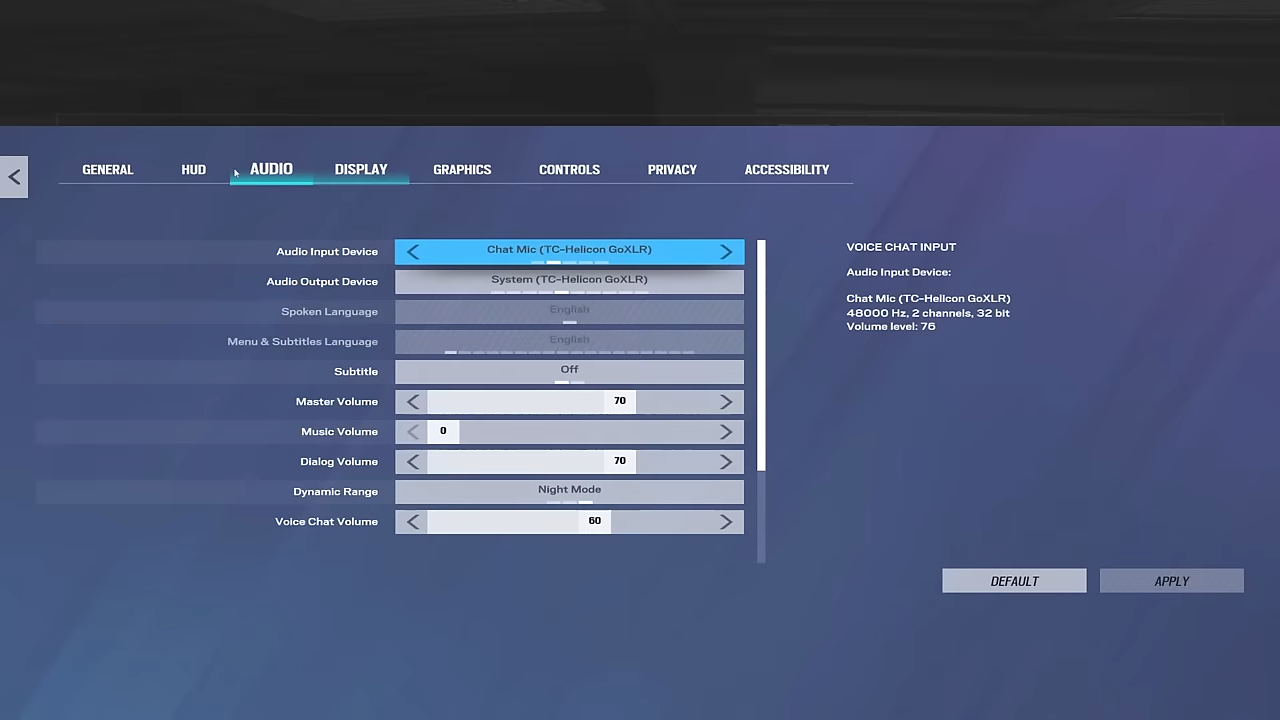 GENERAL HUD AUDIO DISPLAY GRAPHICS CONTROLS PRIVACY ACCESSIBILITY
Audio Input Device Chat Mic (TC-Helicon GoXLR)
Audio Output Device System (TC-Helicon GoXLR)
Spoken Language English
Menu & Subtitles Language English
Subtitle Off
Master Volume 70
Music Volume 0
Dialog Volume 70
Dynamic Range Night Mode
Voice Chat Volume 60
VOICE CHAT INPUT
Audio Input Device:
Chat Mic (TC-Helicon GoXLR)
48000 Hz, 2 channels, 32 bit
Volume level: 76
DEFAULT APPLY